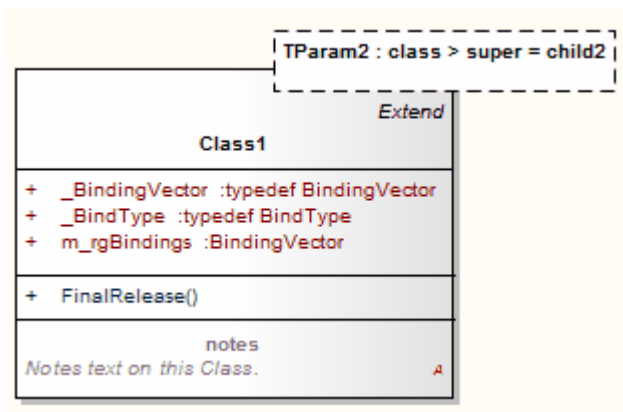 TParam2 : class > super = child2
Extend
Class1
+ _BindingVector :typedef BindingVector
+ _BindType :typedef BindType
+ m_rgBindings :BindingVector
+ FinalRelease()
notes
Notes text on this Class.
A